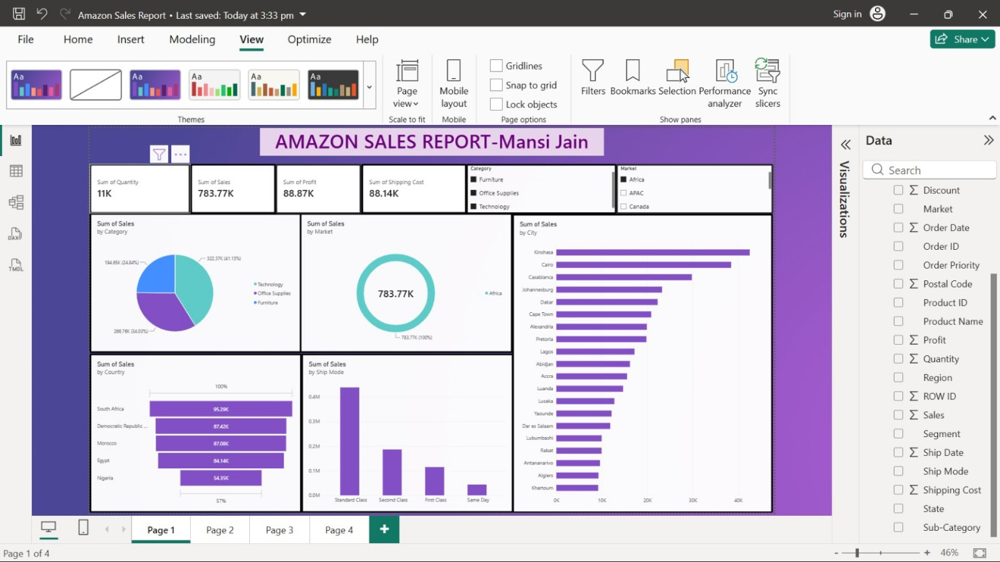 Amazon Sales Report • Last saved: Today at 3:33 pm
Sign in
File Home Insert Modeling View Optimize Help
Share
Aa Aa Aa Aa Aa
Page view
Mobile layout
Gridlines
Snap to grid
Lock objects
Filters Bookmarks Selection Performance analyzer Sync slicers
Themes Scale to fit Mobile Page options Show panes
AMAZON SALES REPORT-Mansi Jain
Sum of Quantity
11K
Sum of Sales
783.77K
Sum of Profit
88.87K
Sum of Shipping Cost
88.14K
Category
Furniture
Office Supplies
Technology
Market
Africa
APAC
Canada
Sum of Sales
by Category
194.65K (24.84%)
322.37K (41.13%)
266.76K (34.03%)
Technology
Office Supplies
Furniture
Sum of Sales
by Market
783.77K
783.77K (100%)
Africa
Sum of Sales
by City
Kinshasa
Cairo
Casablanca
Johannesburg
Dakar
Cape Town
Alexandria
Pretoria
Lagos
Abidjan
Accra
Luanda
Lusaka
Yaounde
Dar es Salaam
Lubumbashi
Rabat
Antananarivo
Algiers
Khartoum
0K 10K 20K 30K 40K
Sum of Sales
by Country
100%
South Africa 95.29K
Democratic Republic ... 87.42K
Morocco 87.08K
Egypt 84.14K
Nigeria 54.35K
57%
Sum of Sales
by Ship Mode
0.4M
0.3M
0.2M
0.1M
0.0M
Standard Class Second Class First Class Same Day
Visualizations
Data
Search
Discount
Market
Order Date
Order ID
Order Priority
Postal Code
Product ID
Product Name
Profit
Quantity
Region
ROW ID
Sales
Segment
Ship Date
Ship Mode
Shipping Cost
State
Sub-Category
DAX
TMDL
Page 1 Page 2 Page 3 Page 4 +
Page 1 of 4
- + 46%